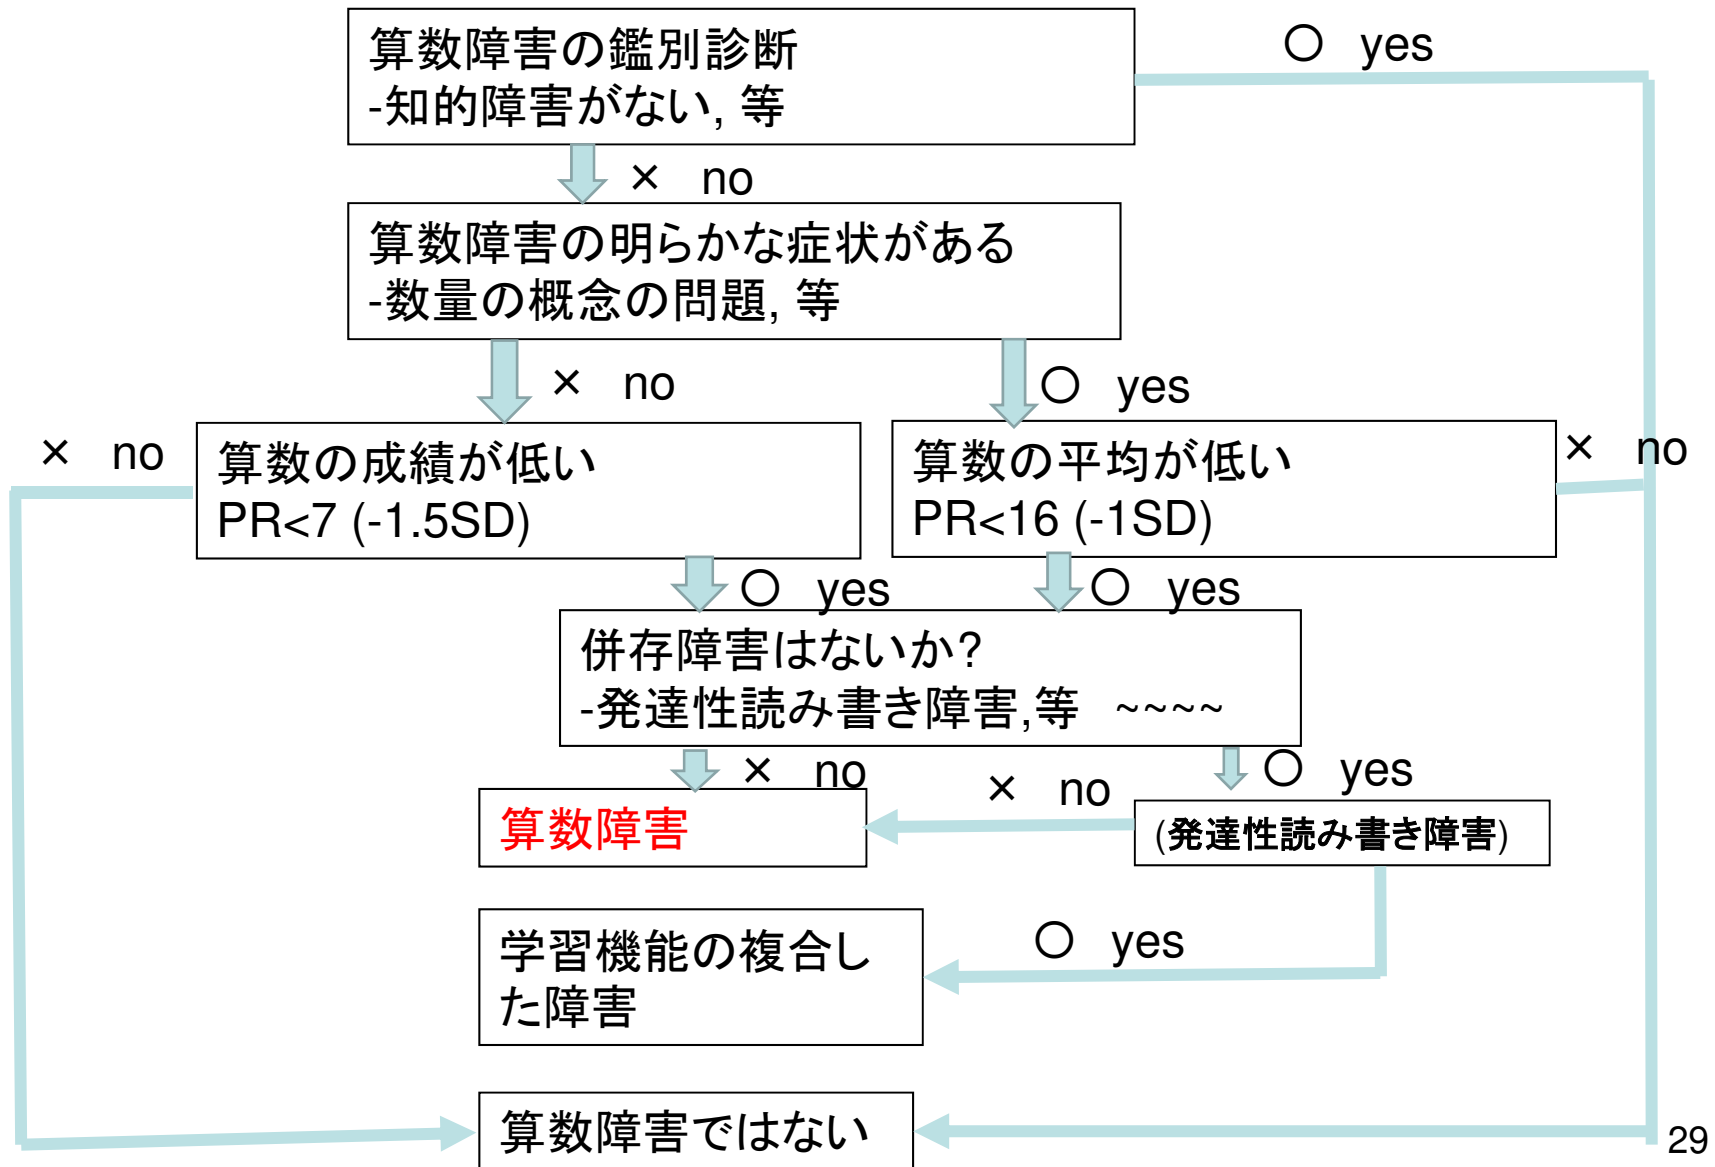 算数障害の鑑別診断
-知的障害がない, 等
○ yes
× no
算数障害の明らかな症状がある
-数量の概念の問題, 等
× no
○ yes
× no
算数の成績が低い
PR<7 (-1.5SD)
算数の平均が低い
PR<16 (-1SD)
× no
○ yes
○ yes
併存障害はないか?
-発達性読み書き障害,等 ~~~~
× no
○ yes
× no
算数障害
(発達性読み書き障害)
学習機能の複合し
た障害
○ yes
算数障害ではない
29